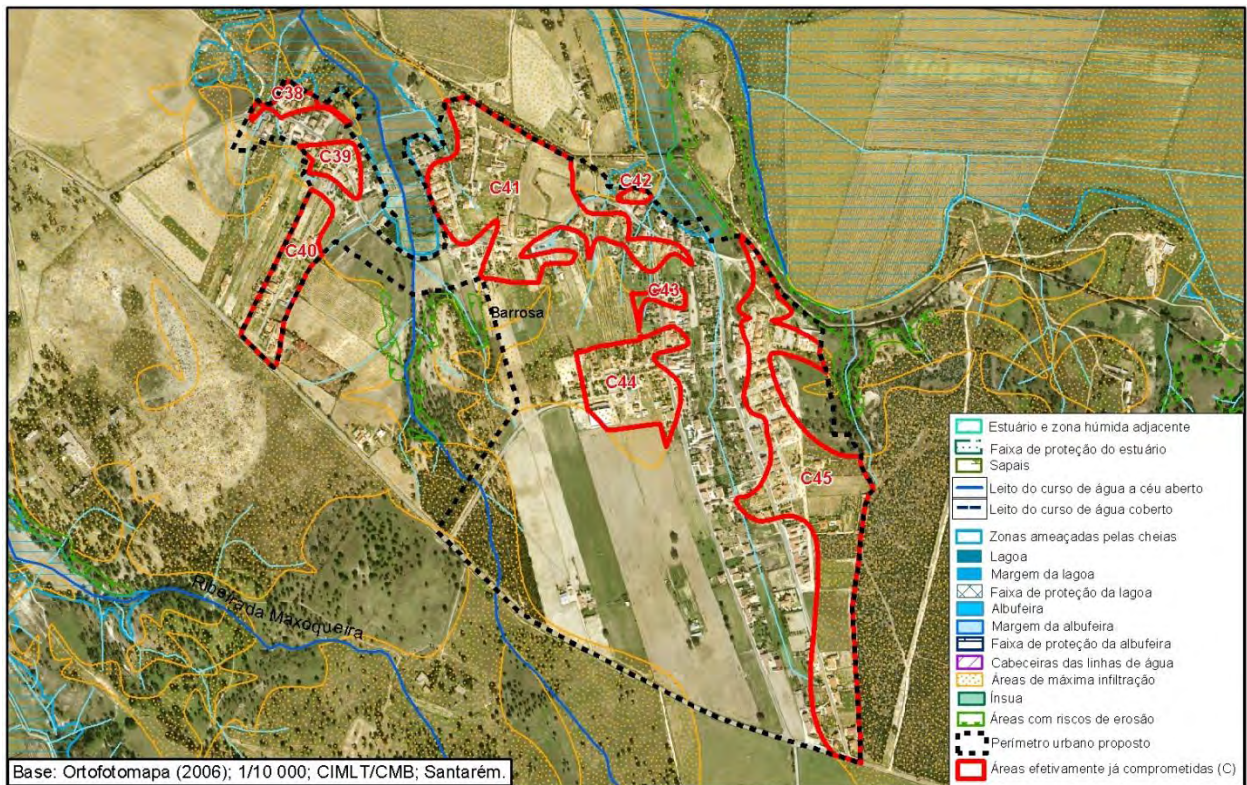 C38
C39
C41
C42
C40
C43
Barrosa
C44
C45
Ribeira da Maxoqueira
Estuário e zona húmida adjacente
Faixa de proteção do estuário
Sapais
Leito do curso de água a céu aberto
Leito do curso de água coberto
Zonas ameaçadas pelas cheias
Lagoa
Margem da lagoa
Faixa de proteção da lagoa
Albufeira
Margem da albufeira
Faixa de proteção da albufeira
Cabeceiras das linhas de água
Áreas de máxima infiltração
Ínsua
Áreas com riscos de erosão
Perímetro urbano proposto
Áreas efetivamente já comprometidas (C)
Base: Ortofotomapa (2006); 1/10 000; CIMLT/CMB; Santarém.